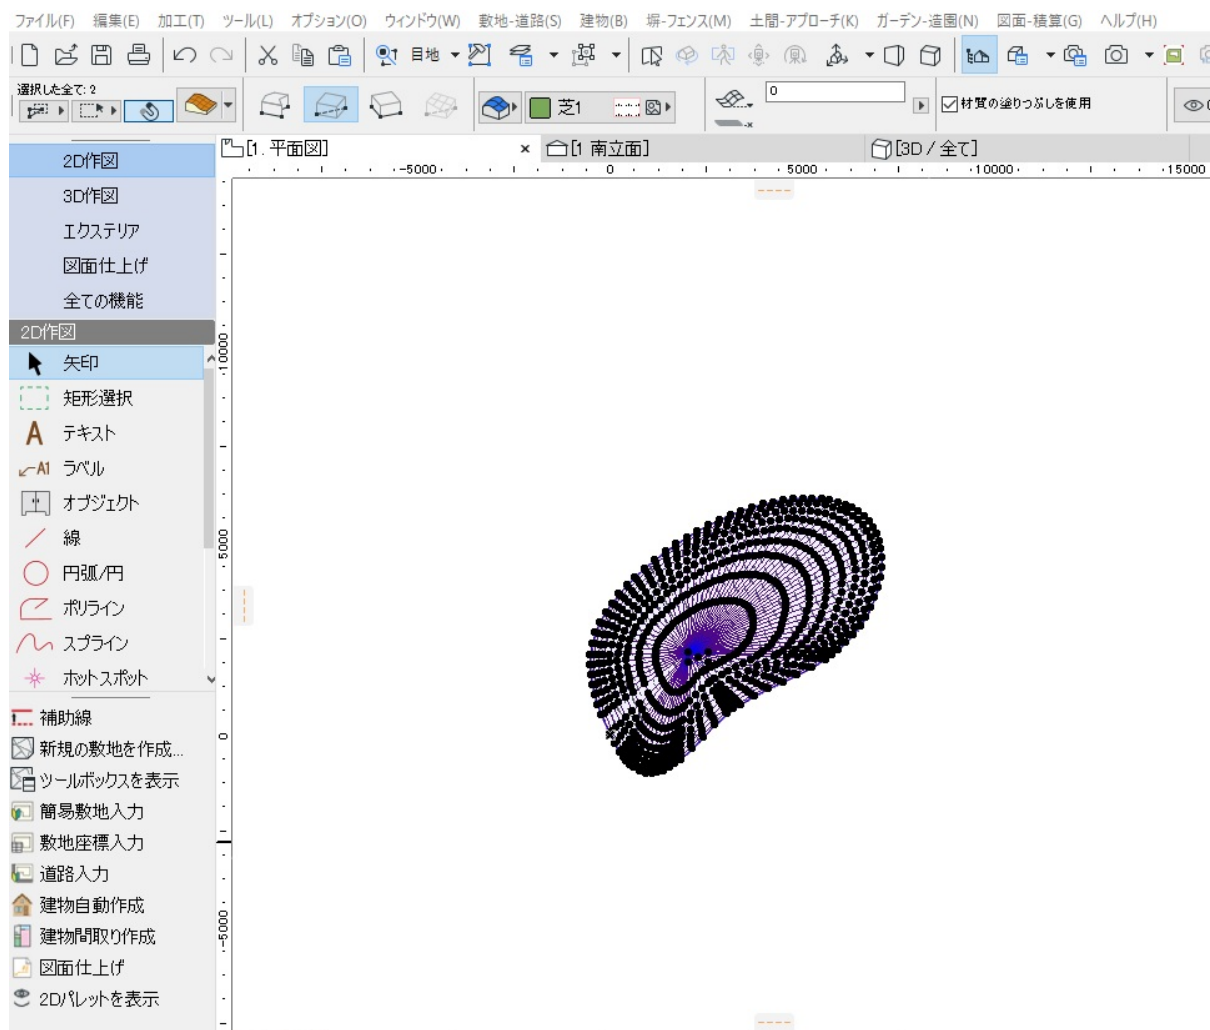 ファイル(F) 編集(E) 加工(T) ツール(L) オプション(O) ウィンドウ(W) 敷地-道路(S) 建物(B) 塀-フェンス(M) 土間-アプローチ(K) ガーデン-造園(N) 図面-積算(G) ヘルプ(H)
目地
選択した全て: 2
芝1
0
材質の塗りつぶしを使用
[1. 平面図] × [1 南立面] [3D / 全て]
-5000 0 5000 10000 15000
2D作図
3D作図
エクステリア
図面仕上げ
全ての機能
2D作図
矢印
矩形選択
A テキスト
A1 ラベル
オブジェクト
線
円弧/円
ポリライン
スプライン
ホットスポット
補助線
新規の敷地を作成...
ツールボックスを表示
簡易敷地入力
敷地座標入力
道路入力
建物自動作成
建物間取り作成
図面仕上げ
2Dパレットを表示
10000
5000
0
-5000